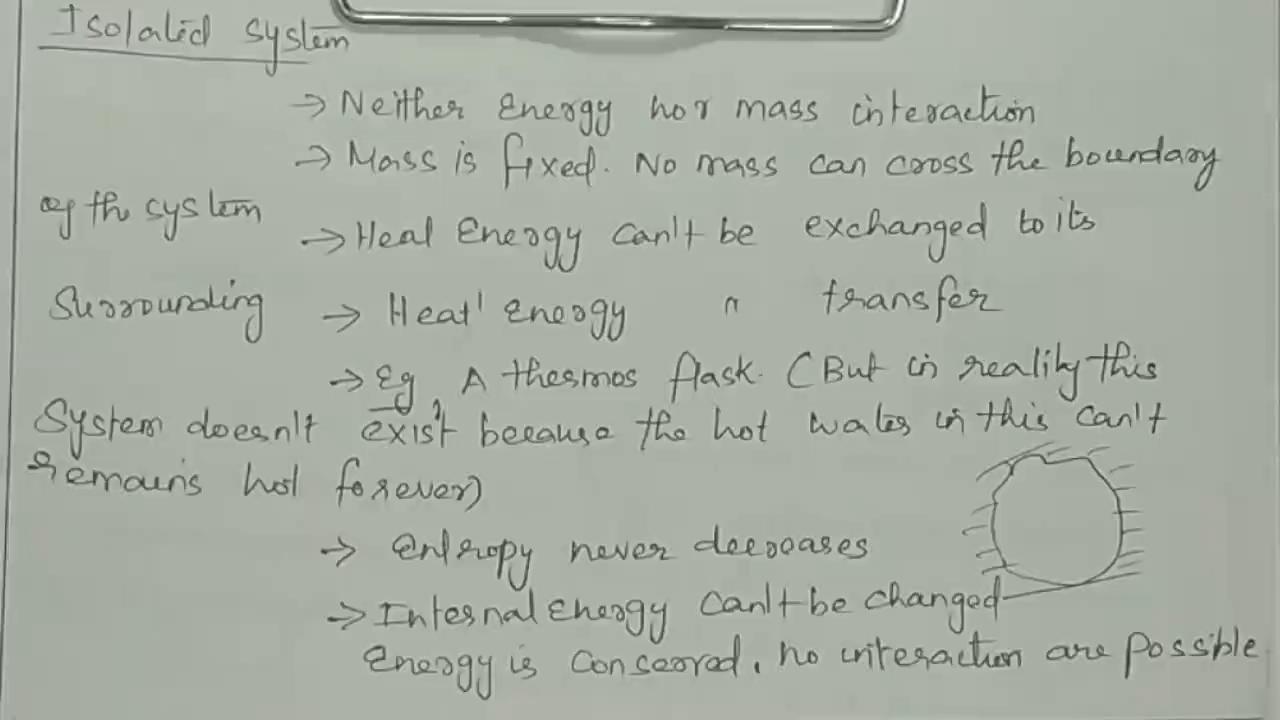 Isolated system
→ Neither Energy nor mass interaction
→ Mass is fixed. No mass can cross the boundary
of th system
→ Heat Energy can't be exchanged to its
Surrounding
→ Heat Energy " transfer
→ Eg, A thermos flask. (But in reality this
System doesn't exist because the hot water in this can't
remains hot forever)
→ Entropy never decreases
→ Internal Energy can't be changed
Energy is conserved, no interaction are possible